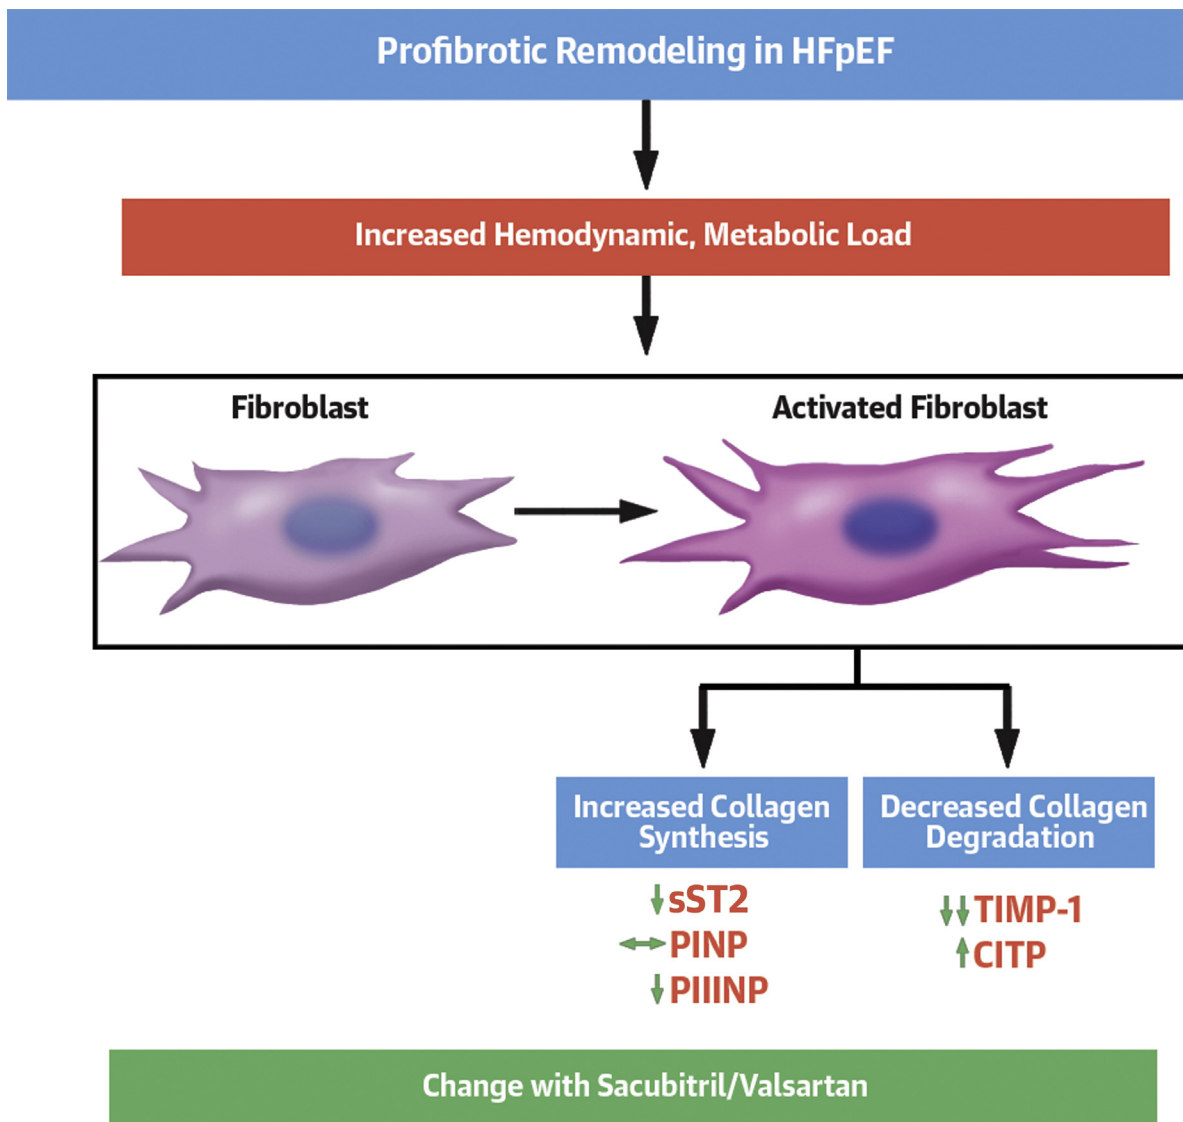 Profibrotic Remodeling in HFpEF
Increased Hemodynamic, Metabolic Load
Fibroblast
Activated Fibroblast
Increased Collagen
Synthesis
Decreased Collagen
Degradation
↓sST2
↔PINP
↓PIIINP
↓↓TIMP-1
↑CITP
Change with Sacubitril/Valsartan